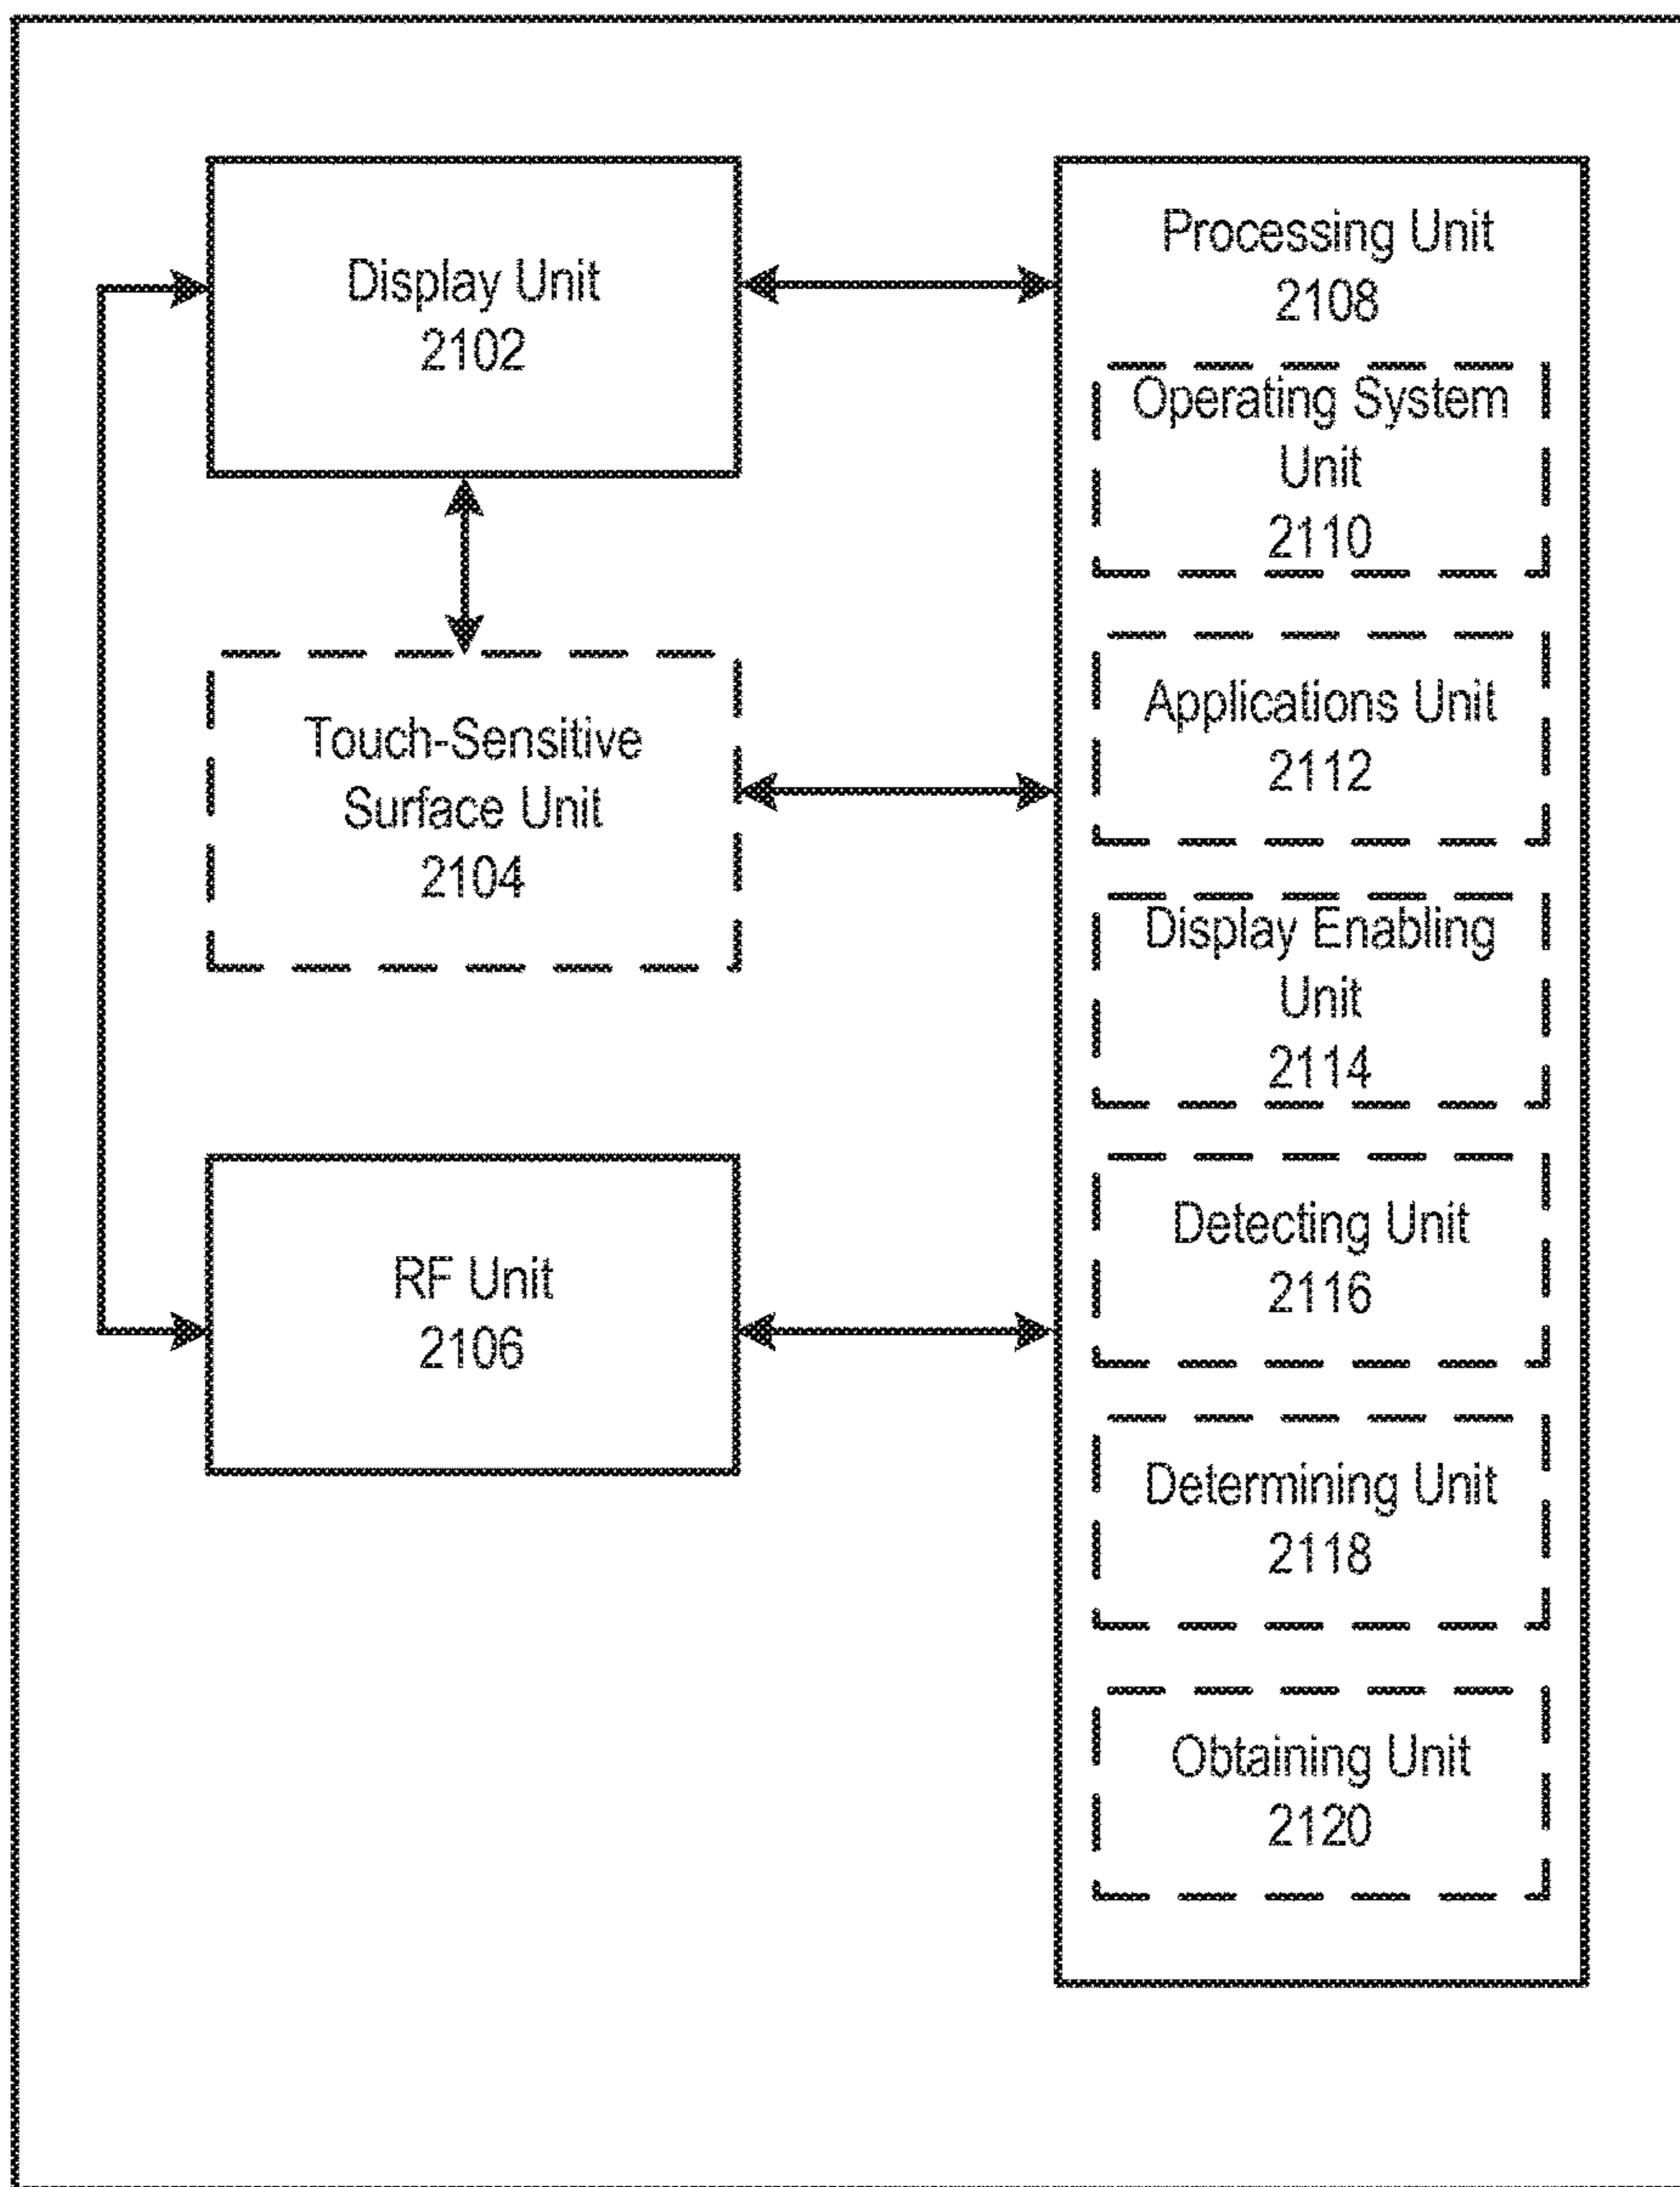 Display Unit
2102
Touch-Sensitive
Surface Unit
2104
RF Unit
2106
Processing Unit
2108
Operating System
Unit
2110
Applications Unit
2112
Display Enabling
Unit
2114
Detecting Unit
2116
Determining Unit
2118
Obtaining Unit
2120